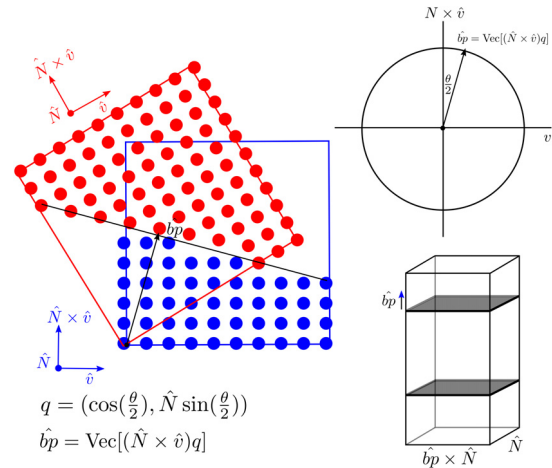 N × v̂
b̂p = Vec[(N̂ × v̂)q]
θ/2
v
N̂ × v̂
N̂
v̂
bp
N̂ × v̂
N̂
v̂
b̂p
b̂p × N̂
N̂
q = (cos(θ/2), N̂ sin(θ/2))
b̂p = Vec[(N̂ × v̂)q]